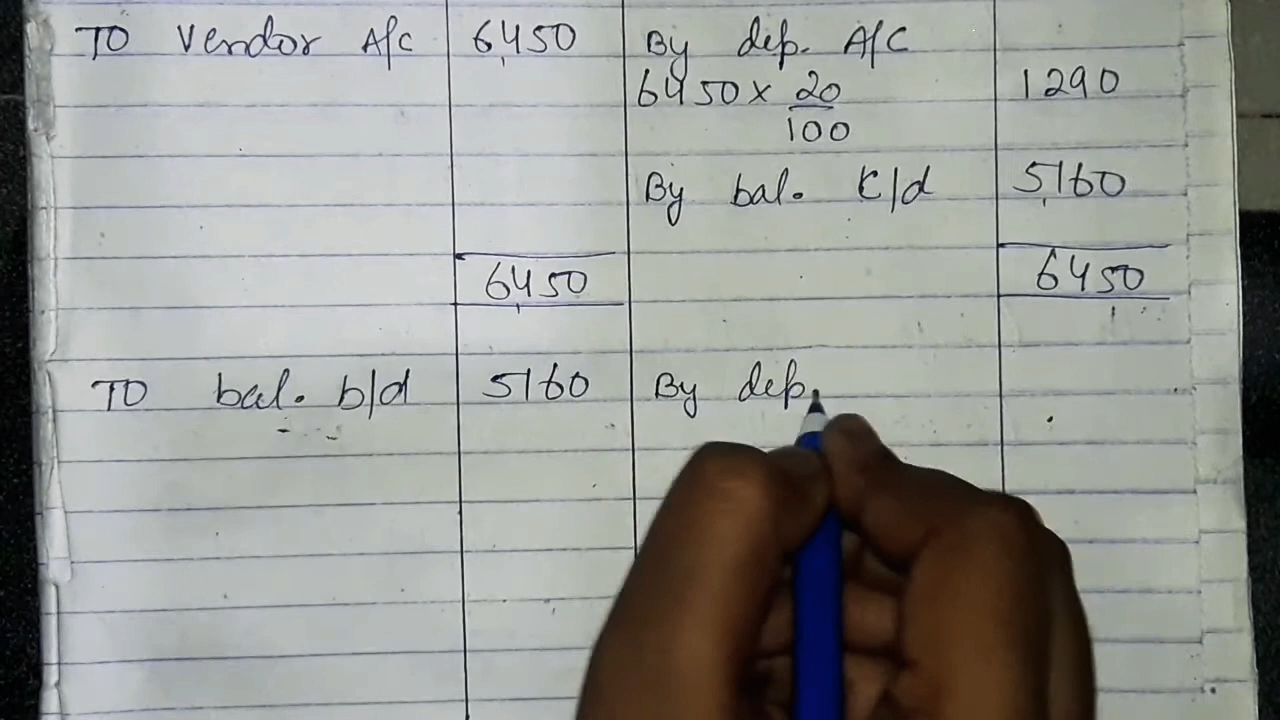 TO Vendor A/c 6450 By dep. A/C
6450 x 20/100 1290
By bal. c/d 5160
6450 6450
TO bal. b/d 5160 By dep.